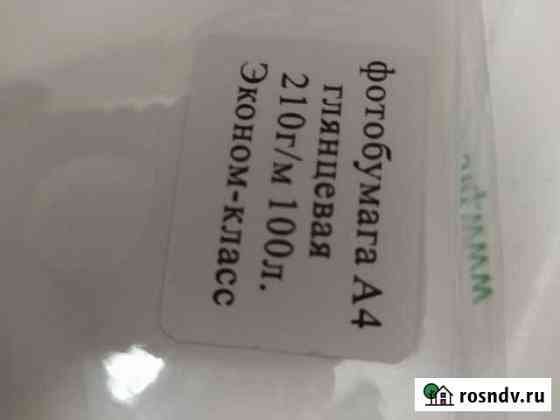 фотобумага А4
глянцевая
210г/м 100л.
Эконом-класс
rosndv.ru